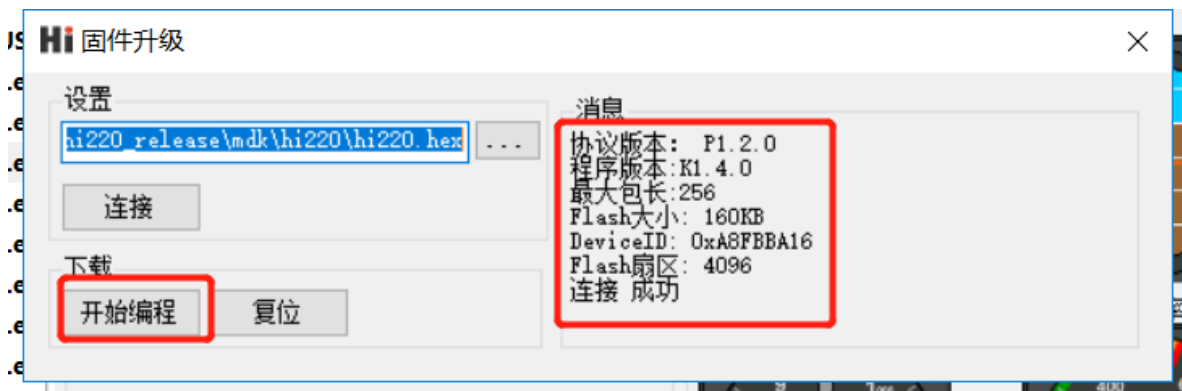 Hi 固件升级
设置
hi220_release\mdk\hi220\hi220.hex
...
连接
下载
开始编程
复位
消息
协议版本: P1.2.0
程序版本:K1.4.0
最大包长:256
Flash大小: 160KB
DeviceID: 0xA8FBBA16
Flash扇区: 4096
连接 成功
9
400